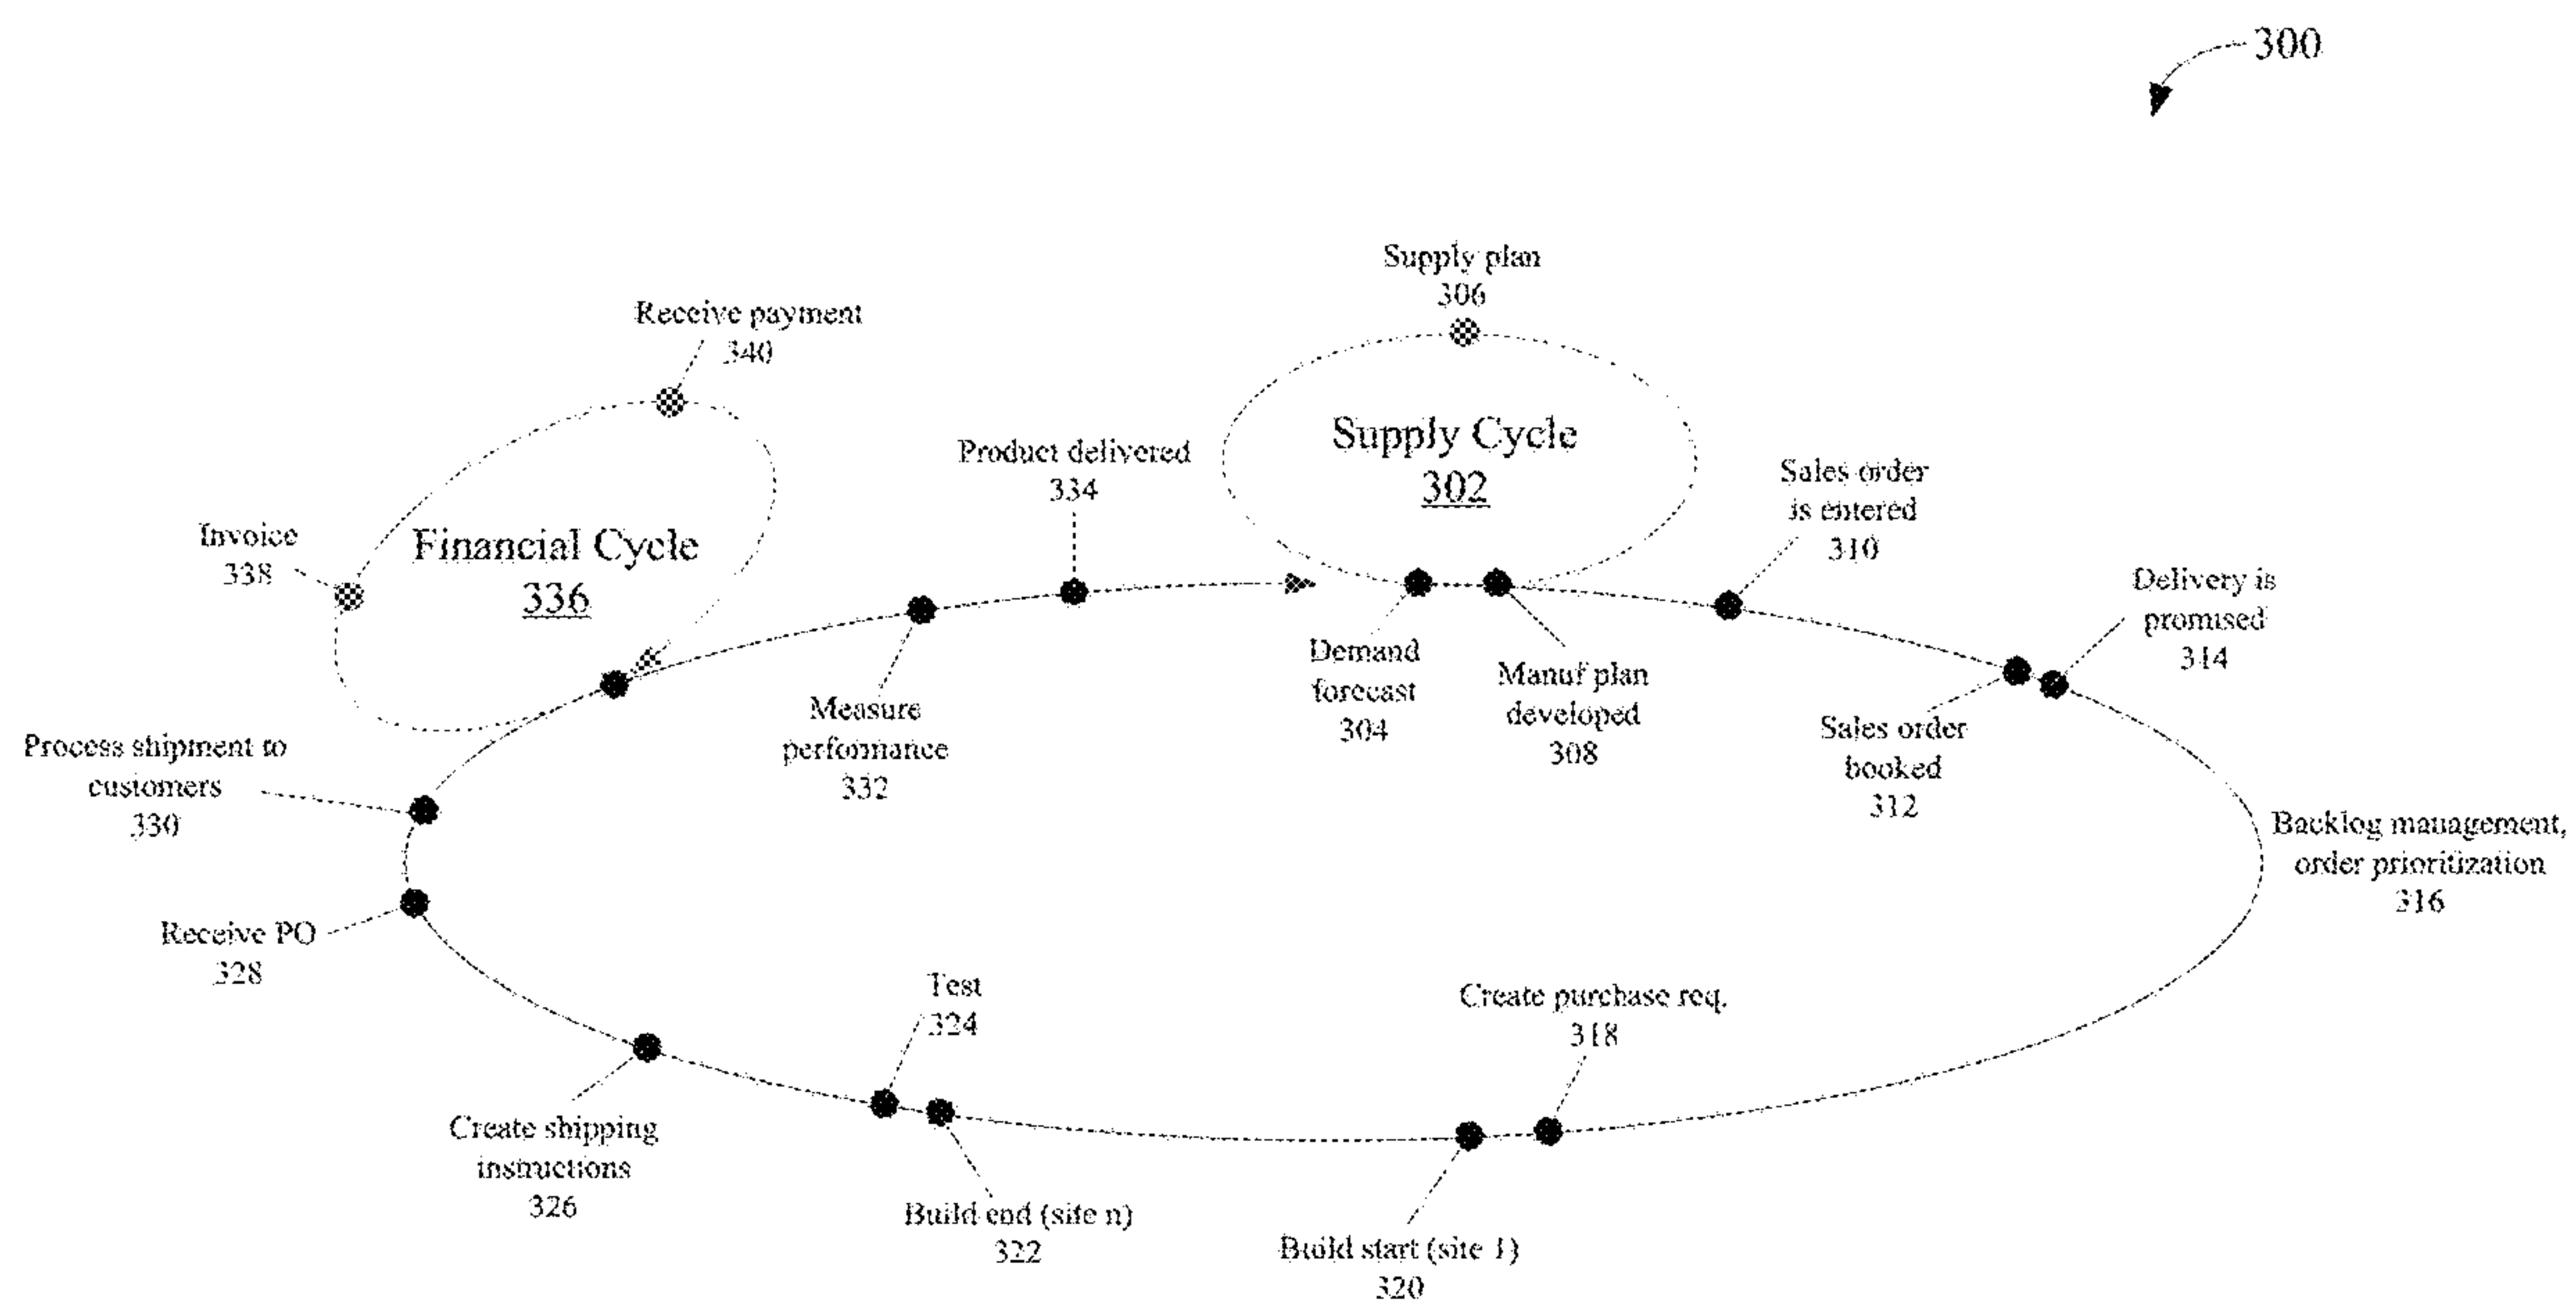 300
Supply plan
306
Receive payment
340
Supply Cycle
302
Product delivered
334
Sales order
is entered
310
Invoice
338
Financial Cycle
336
Delivery is
promised
314
Demand
forecast
304
Manuf plan
developed
308
Measure
performance
332
Sales order
booked
312
Process shipment to
customers
330
Backlog management,
order prioritization
316
Receive PO
328
Test
324
Create purchase req.
318
Create shipping
instructions
326
Build end (site n)
322
Build start (site 1)
320